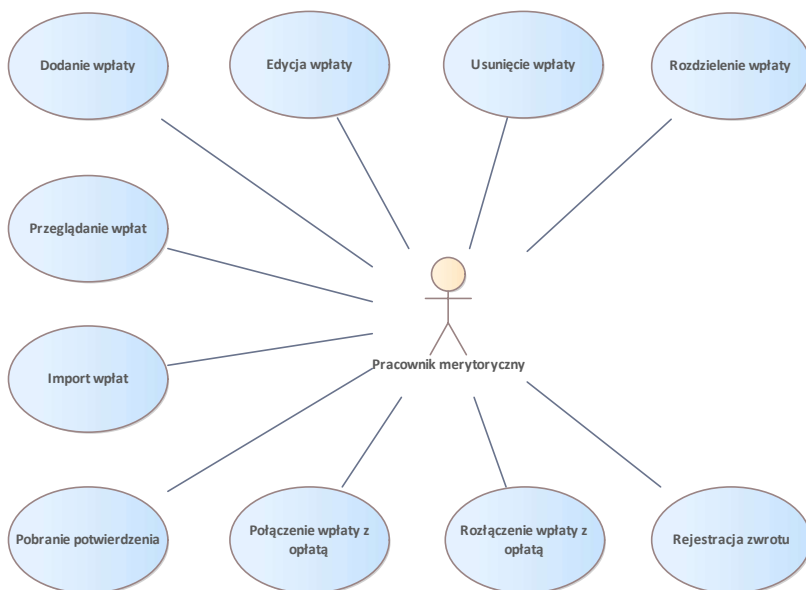 Dodanie wpłaty
Edycja wpłaty
Usunięcie wpłaty
Rozdzielenie wpłaty
Przeglądanie wpłat
Import wpłat
Pracownik merytoryczny
Pobranie potwierdzenia
Połączenie wpłaty z
opłatą
Rozłączenie wpłaty z
opłatą
Rejestracja zwrotu